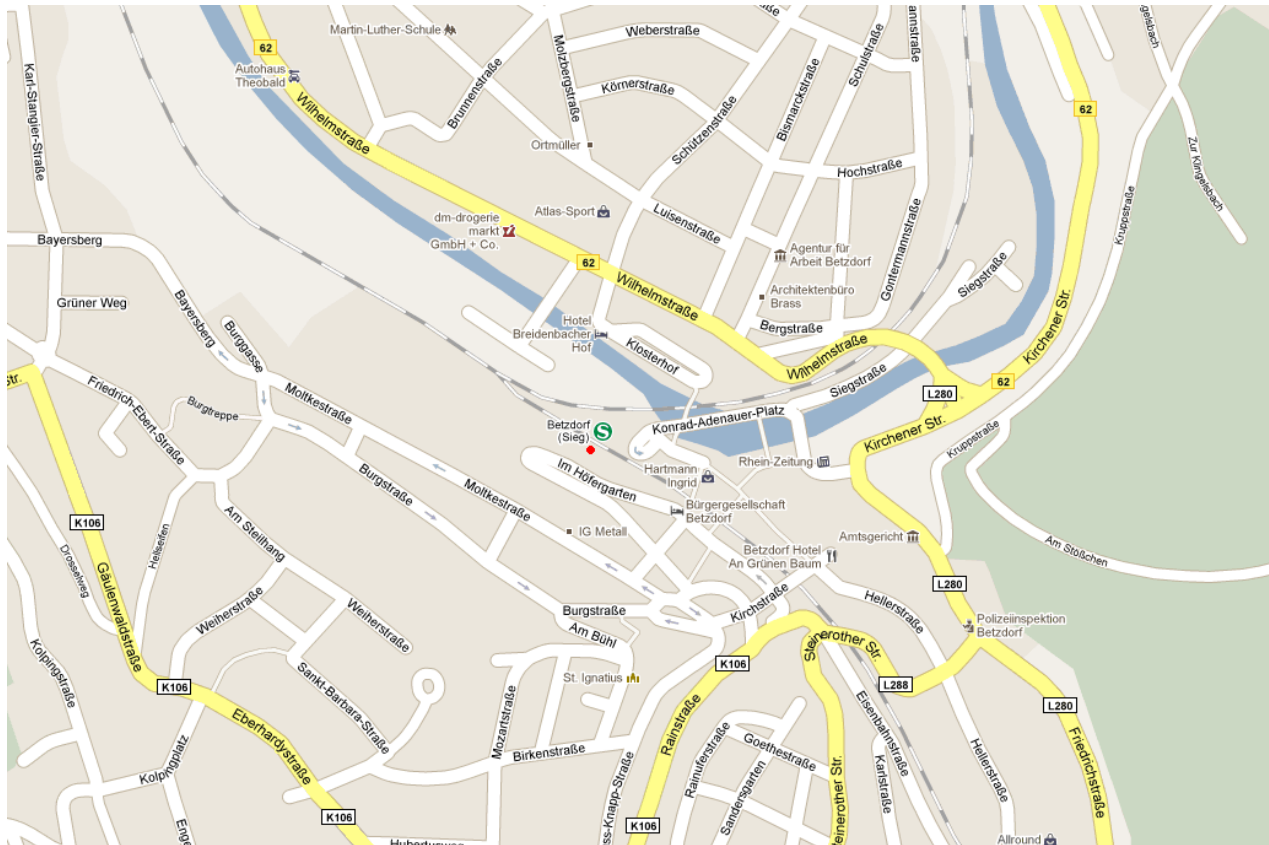 Martin-Luther-Schule
Weberstraße
Molzbergstraße
Schulstraße
Karl-Stangier-Straße
62
Autohaus
Theobald
Wilhelmstraße
Brunnenstraße
Körnerstraße
Bismarckstraße
Schützenstraße
Ortmüller
Hochstraße
62
Zur Klingelsbach
Kruppstraße
Atlas-Sport
Luisenstraße
dm-drogerie
markt
GmbH + Co.
Agentur für
Arbeit Betzdorf
Gontermannstraße
Bayersberg
62
Wilhelmstraße
Architektenbüro
Brass
Siegstraße
Grüner Weg
Bayersberg
Burggasse
Hotel
Breidenbacher
Hof
Klosterhof
Bergstraße
Wilhelmstraße
Kirchener Str.
Str.
Friedrich-Ebert-Straße
Moltkestraße
Siegstraße
L280
62
Burgtreppe
Betzdorf
(Sieg)
S
Konrad-Adenauer-Platz
Kirchener Str.
Kruppstraße
Burgstraße
Moltkestraße
Im Höfergarten
Hartmann
Ingrid
Rhein-Zeitung
Bürgergesellschaft
Betzdorf
K106
Am Steilhang
Hellseifen
Drosselweg
IG Metall
Amtsgericht
Am Stößchen
Betzdorf Hotel
An Grünen Baum
L280
Gäulenwaldstraße
Weiherstraße
Weiherstraße
Burgstraße
Am Bühl
Kirchstraße
Hellerstraße
Polizeiinspektion
Betzdorf
Kolpingstraße
K106
Sankt-Barbara-Straße
St. Ignatius
K106
Steinerother Str.
L288
L280
Eberhardystraße
Mozartstraße
Birkenstraße
Rainstraße
Rainuferstraße
Goethestraße
Sandersgarten
Eisenbahnstraße
Karlstraße
Hellerstraße
Friedrichstraße
Kolpingplatz
K106
K106
Allround